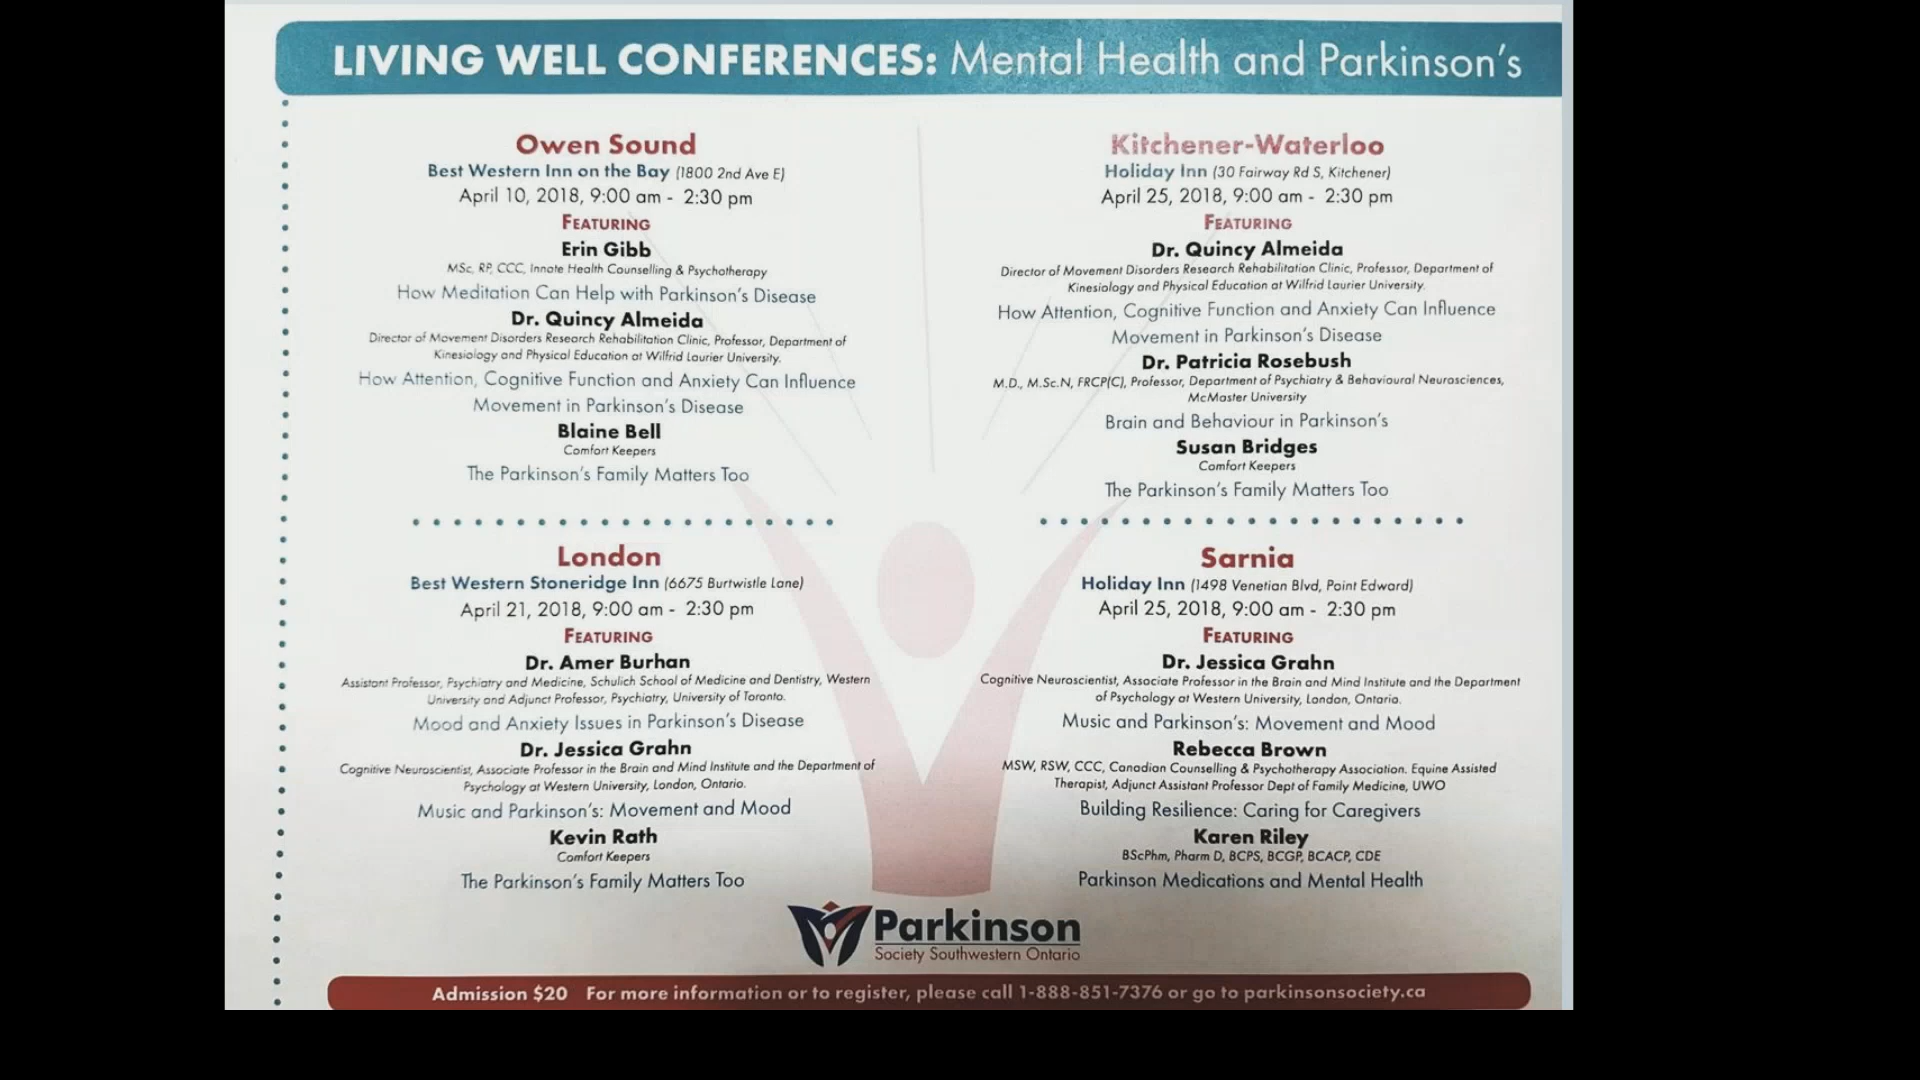 LIVING WELL CONFERENCES: Mental Health and Parkinson's
Owen Sound
Best Western Inn on the Bay (1800 2nd Ave E)
April 10, 2018, 9:00 am - 2:30 pm
FEATURING
Erin Gibb
MSc, RP, CCC, Innate Health Counselling & Psychotherapy
How Meditation Can Help with Parkinson's Disease
Dr. Quincy Almeida
Director of Movement Disorders Research Rehabilitation Clinic, Professor, Department of
Kinesiology and Physical Education at Wilfrid Laurier University.
How Attention, Cognitive Function and Anxiety Can Influence
Movement in Parkinson's Disease
Blaine Bell
Comfort Keepers
The Parkinson's Family Matters Too
Kitchener-Waterloo
Holiday Inn (30 Fairway Rd S, Kitchener)
April 25, 2018, 9:00 am - 2:30 pm
FEATURING
Dr. Quincy Almeida
Director of Movement Disorders Research Rehabilitation Clinic, Professor, Department of
Kinesiology and Physical Education at Wilfrid Laurier University.
How Attention, Cognitive Function and Anxiety Can Influence
Movement in Parkinson's Disease
Dr. Patricia Rosebush
M.D., M.Sc.N, FRCP(C), Professor, Department of Psychiatry & Behavioural Neurosciences,
McMaster University
Brain and Behaviour in Parkinson's
Susan Bridges
Comfort Keepers
The Parkinson's Family Matters Too
London
Best Western Stoneridge Inn (6675 Burtwistle Lane)
April 21, 2018, 9:00 am - 2:30 pm
FEATURING
Dr. Amer Burhan
Assistant Professor, Psychiatry and Medicine, Schulich School of Medicine and Dentistry, Western
University and Adjunct Professor, Psychiatry, University of Toronto.
Mood and Anxiety Issues in Parkinson's Disease
Dr. Jessica Grahn
Cognitive Neuroscientist, Associate Professor in the Brain and Mind Institute and the Department of
Psychology at Western University, London, Ontario.
Music and Parkinson's: Movement and Mood
Kevin Rath
Comfort Keepers
The Parkinson's Family Matters Too
Sarnia
Holiday Inn (1498 Venetian Blvd, Point Edward)
April 25, 2018, 9:00 am - 2:30 pm
FEATURING
Dr. Jessica Grahn
Cognitive Neuroscientist, Associate Professor in the Brain and Mind Institute and the Department
of Psychology at Western University, London, Ontario.
Music and Parkinson's: Movement and Mood
Rebecca Brown
MSW, RSW, CCC, Canadian Counselling & Psychotherapy Association. Equine Assisted
Therapist, Adjunct Assistant Professor Dept of Family Medicine, UWO
Building Resilience: Caring for Caregivers
Karen Riley
BScPhm, Pharm D, BCPS, BCGP, BCACP, CDE
Parkinson Medications and Mental Health
Parkinson
Society Southwestern Ontario
Admission $20 For more information or to register, please call 1-888-851-7376 or go to parkinsonsociety.ca